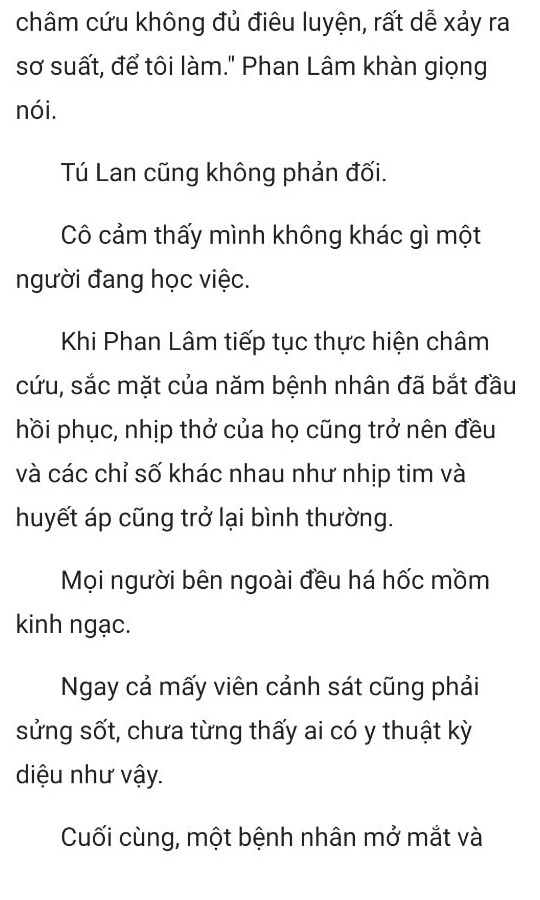 châm cứu không đủ điêu luyện, rất dễ xảy ra
sơ suất, để tôi làm." Phan Lâm khàn giọng
nói.
Tú Lan cũng không phản đối.
Cô cảm thấy mình không khác gì một
người đang học việc.
Khi Phan Lâm tiếp tục thực hiện châm
cứu, sắc mặt của năm bệnh nhân đã bắt đầu
hồi phục, nhịp thở của họ cũng trở nên đều
và các chỉ số khác nhau như nhịp tim và
huyết áp cũng trở lại bình thường.
Mọi người bên ngoài đều há hốc mồm
kinh ngạc.
Ngay cả mấy viên cảnh sát cũng phải
sửng sốt, chưa từng thấy ai có y thuật kỳ
diệu như vậy.
Cuối cùng, một bệnh nhân mở mắt và